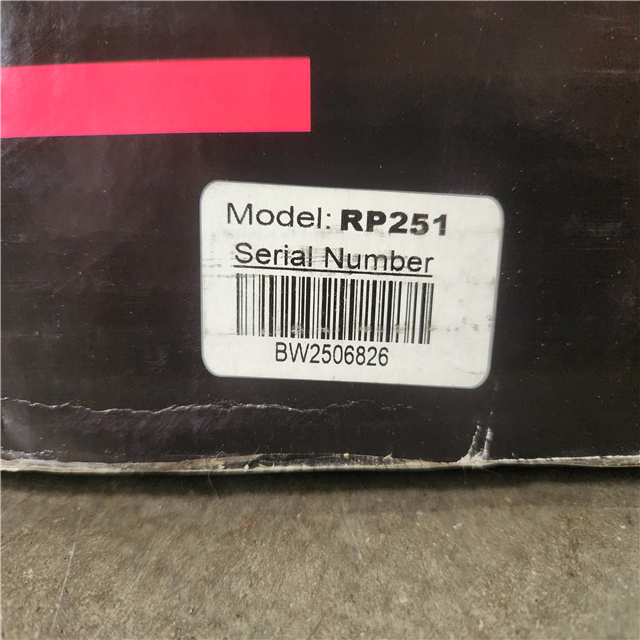 Model: RP251
Serial Number
BW2506826